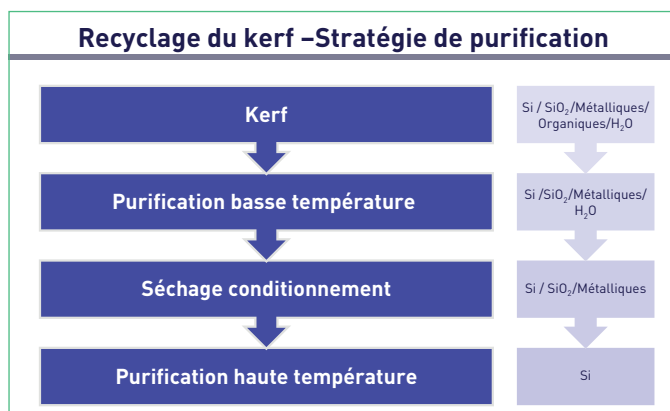 Recyclage du kerf –Stratégie de purification
Kerf
Si / SiO₂/Métalliques/
Organiques/H₂O
Purification basse température
Si /SiO₂/Métalliques/
H₂O
Séchage conditionnement
Si / SiO₂/Métalliques
Purification haute température
Si